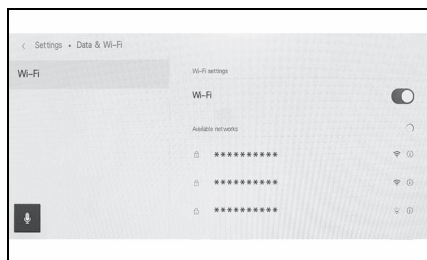 Settings • Data & Wi-Fi
Wi-Fi
Wi-Fi settings
Wi-Fi
Available networks
**********
**********
**********